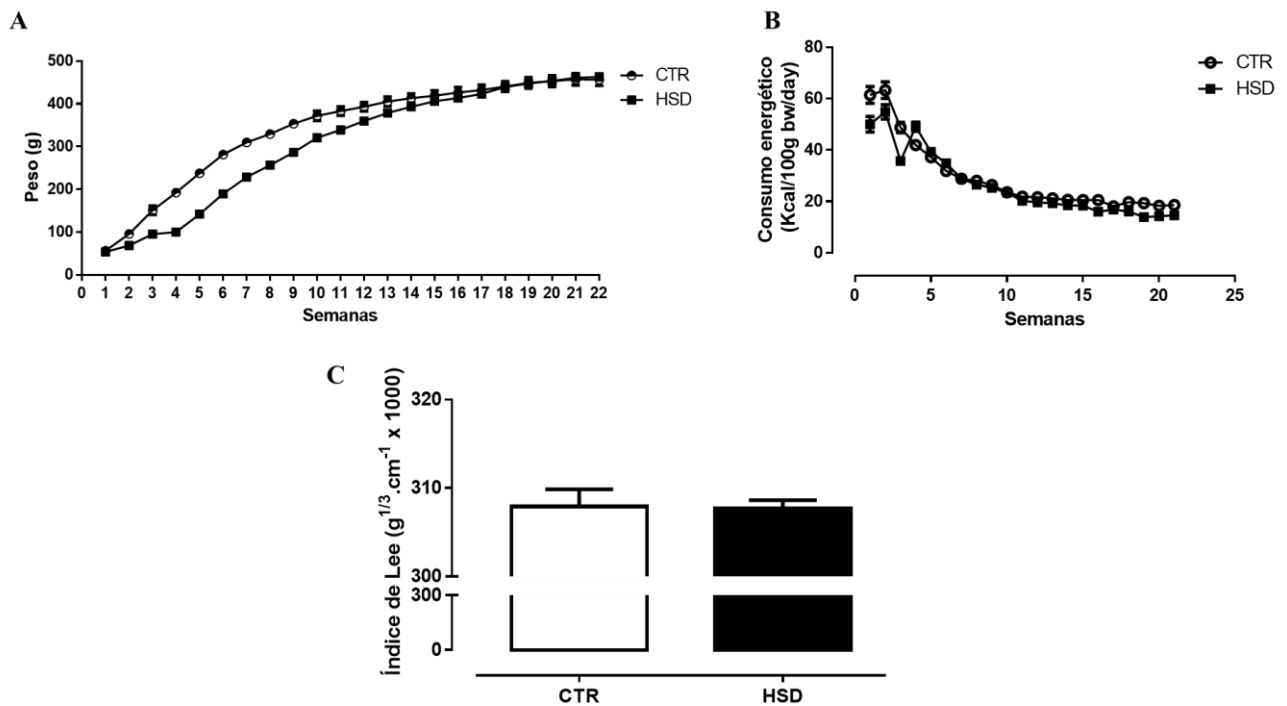 A
Peso (g)
500
400
300
200
100
0
0 1 2 3 4 5 6 7 8 9 10 11 12 13 14 15 16 17 18 19 20 21 22
Semanas
CTR
HSD
B
Consumo energético
(Kcal/100g bw/day)
80
60
40
20
0
0 5 10 15 20 25
Semanas
CTR
HSD
C
Índice de Lee (g^1/3.cm^-1 x 1000)
320
310
300
300
0
CTR HSD